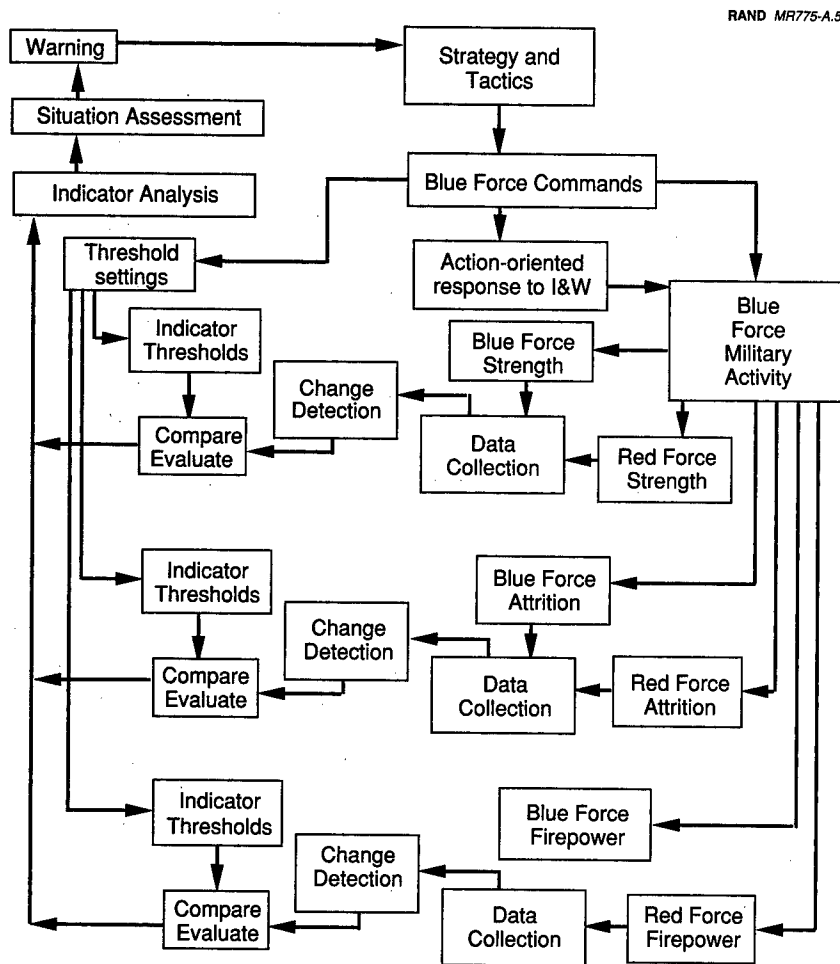 RAND MR775-A.5
Warning
Strategy and
Tactics
Situation Assessment
Indicator Analysis
Blue Force Commands
Threshold
settings
Action-oriented
response to I&W
Blue
Force
Military
Activity
Indicator
Thresholds
Blue Force
Strength
Change
Detection
Compare
Evaluate
Data
Collection
Red Force
Strength
Indicator
Thresholds
Blue Force
Attrition
Change
Detection
Compare
Evaluate
Data
Collection
Red Force
Attrition
Indicator
Thresholds
Blue Force
Firepower
Change
Detection
Compare
Evaluate
Data
Collection
Red Force
Firepower